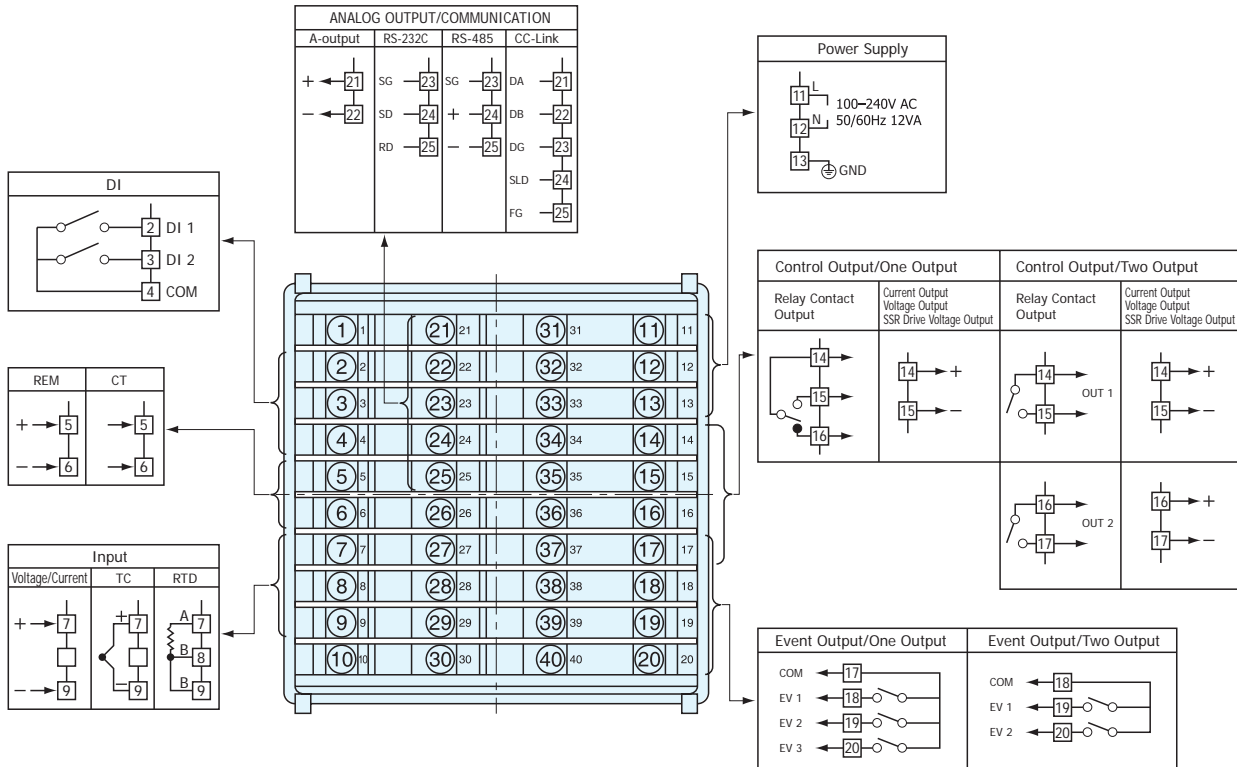 ANALOG OUTPUT/COMMUNICATION
A-output RS-232C RS-485 CC-Link
+ 21 SG 23 SG 23 DA 21
− 22 SD 24 + 24 DB 22
RD 25 − 25 DG 23
SLD 24
FG 25
Power Supply
11 L
100–240V AC
12 N 50/60Hz 12VA
13 GND
DI
2 DI 1
3 DI 2
4 COM
REM CT
+ 5 5
− 6 6
Input
Voltage/Current TC RTD
+ 7 + 7 A 7
B 8
− 9 − 9 B 9
1 1 21 21 31 31 11 11
2 2 22 22 32 32 12 12
3 3 23 23 33 33 13 13
4 4 24 24 34 34 14 14
5 5 25 25 35 35 15 15
6 6 26 26 36 36 16 16
7 7 27 27 37 37 17 17
8 8 28 28 38 38 18 18
9 9 29 29 39 39 19 19
10 10 30 30 40 40 20 20
Control Output/One Output Control Output/Two Output
Relay Contact
Output
Current Output
Voltage Output
SSR Drive Voltage Output
Relay Contact
Output
Current Output
Voltage Output
SSR Drive Voltage Output
14
15
16
14 +
15 −
14
OUT 1
15
14 +
15 −
16
OUT 2
17
16 +
17 −
Event Output/One Output Event Output/Two Output
COM 17
EV 1 18
EV 2 19
EV 3 20
COM 18
EV 1 19
EV 2 20